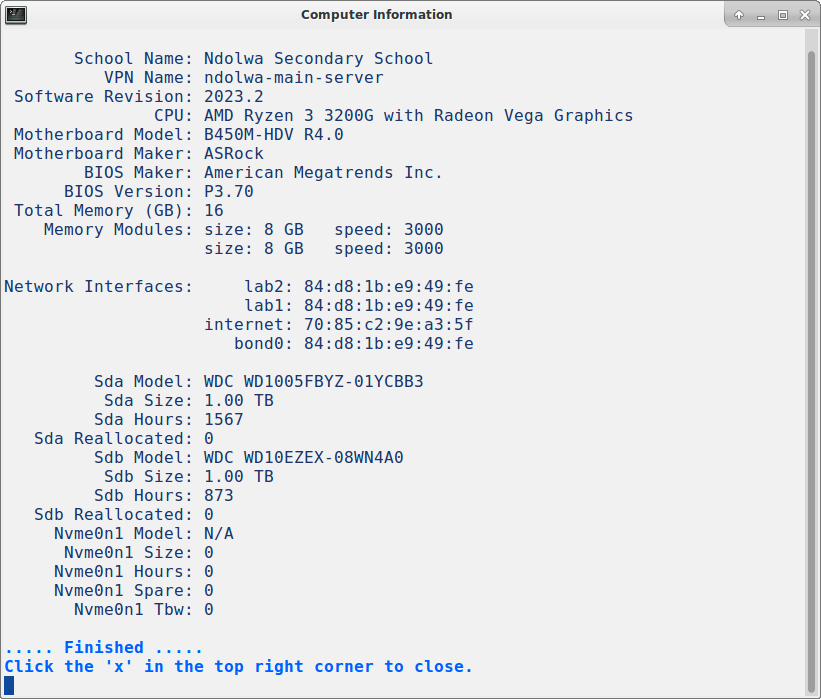 Computer Information
School Name: Ndolwa Secondary School
VPN Name: ndolwa-main-server
Software Revision: 2023.2
CPU: AMD Ryzen 3 3200G with Radeon Vega Graphics
Motherboard Model: B450M-HDV R4.0
Motherboard Maker: ASRock
BIOS Maker: American Megatrends Inc.
BIOS Version: P3.70
Total Memory (GB): 16
Memory Modules: size: 8 GB   speed: 3000
size: 8 GB   speed: 3000
Network Interfaces:     lab2: 84:d8:1b:e9:49:fe
lab1: 84:d8:1b:e9:49:fe
internet: 70:85:c2:9e:a3:5f
bond0: 84:d8:1b:e9:49:fe
Sda Model: WDC WD1005FBYZ-01YCBB3
Sda Size: 1.00 TB
Sda Hours: 1567
Sda Reallocated: 0
Sdb Model: WDC WD10EZEX-08WN4A0
Sdb Size: 1.00 TB
Sdb Hours: 873
Sdb Reallocated: 0
Nvme0n1 Model: N/A
Nvme0n1 Size: 0
Nvme0n1 Hours: 0
Nvme0n1 Spare: 0
Nvme0n1 Tbw: 0
..... Finished .....
Click the 'x' in the top right corner to close.